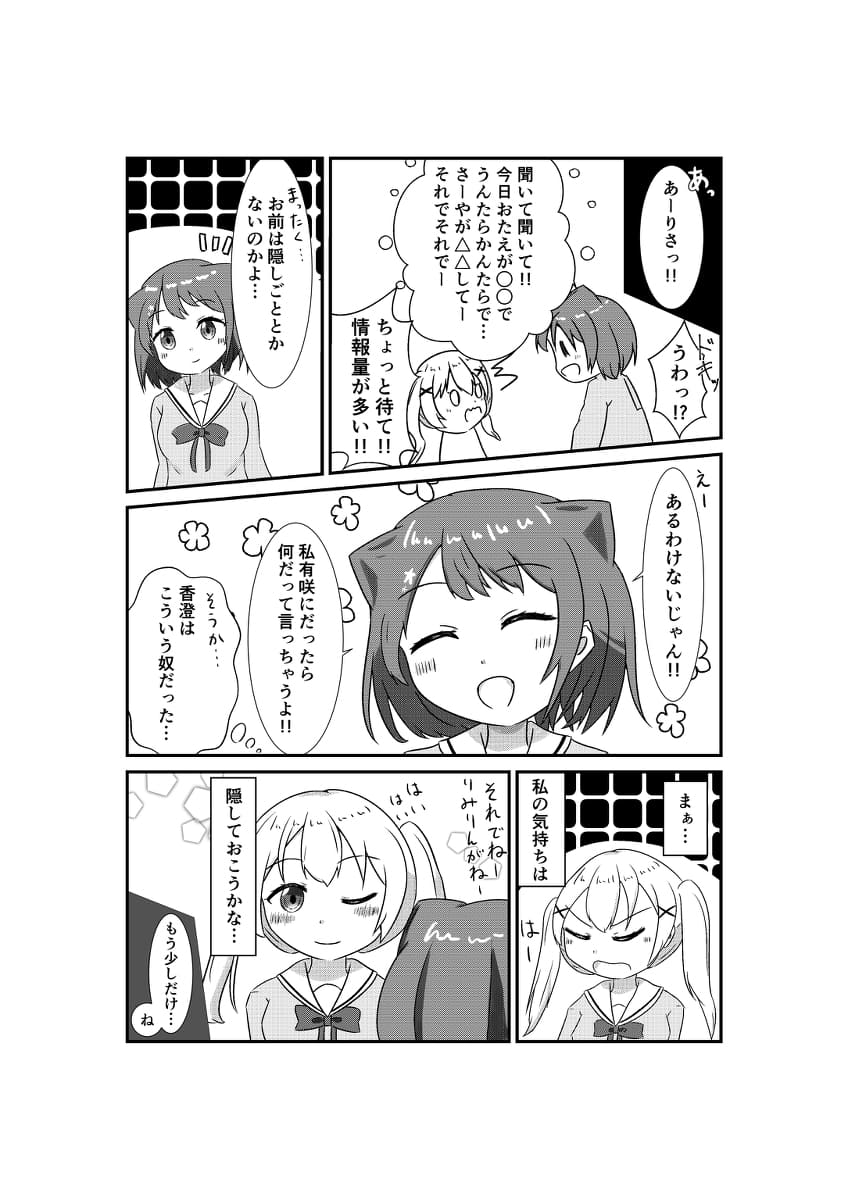 あっ
あーりさっ!!
ドキッ
うわっ!?
聞いて聞いて!!
今日おたえが〇〇で
うんたらかんたらで…
さーやが△△してー
それでそれでー
ちょっと待て!!
情報量が多い!!
まったく…
お前は隠しごととか
ないのかよ…
えー
あるわけないじゃん!!
私有咲にだったら
何だって言っちゃうよ!!
そうか…
香澄は
こういう奴だった…
まぁ…
私の気持ちは
はー
それでねー
りみりんがねー
はいはい
隠しておこうかな…
もう少しだけ…
ね